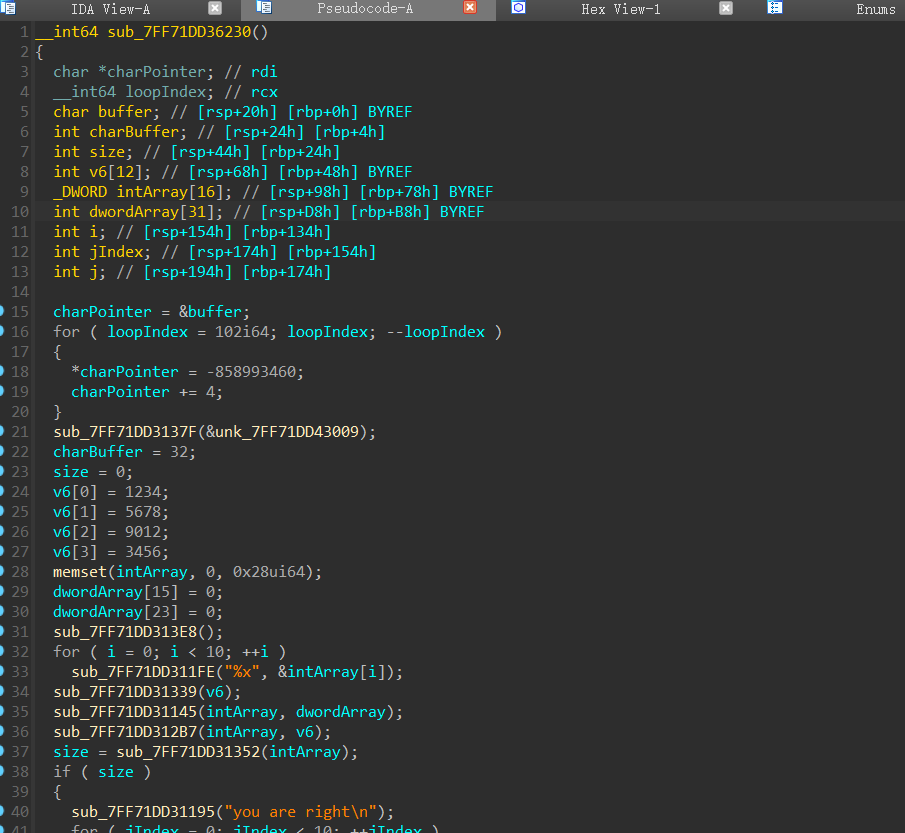 IDA View-A Pseudocode-A Hex View-1 Enums
1 __int64 sub_7FF71DD36230()
2 {
3 char *charPointer; // rdi
4 __int64 loopIndex; // rcx
5 char buffer; // [rsp+20h] [rbp+0h] BYREF
6 int charBuffer; // [rsp+24h] [rbp+4h]
7 int size; // [rsp+44h] [rbp+24h]
8 int v6[12]; // [rsp+68h] [rbp+48h] BYREF
9 _DWORD intArray[16]; // [rsp+98h] [rbp+78h] BYREF
10 int dwordArray[31]; // [rsp+D8h] [rbp+B8h] BYREF
11 int i; // [rsp+154h] [rbp+134h]
12 int jIndex; // [rsp+174h] [rbp+154h]
13 int j; // [rsp+194h] [rbp+174h]
14
15 charPointer = &buffer;
16 for ( loopIndex = 102i64; loopIndex; --loopIndex )
17 {
18 *charPointer = -858993460;
19 charPointer += 4;
20 }
21 sub_7FF71DD3137F(&unk_7FF71DD43009);
22 charBuffer = 32;
23 size = 0;
24 v6[0] = 1234;
25 v6[1] = 5678;
26 v6[2] = 9012;
27 v6[3] = 3456;
28 memset(intArray, 0, 0x28ui64);
29 dwordArray[15] = 0;
30 dwordArray[23] = 0;
31 sub_7FF71DD313E8();
32 for ( i = 0; i < 10; ++i )
33 sub_7FF71DD311FE("%x", &intArray[i]);
34 sub_7FF71DD31339(v6);
35 sub_7FF71DD31145(intArray, dwordArray);
36 sub_7FF71DD312B7(intArray, v6);
37 size = sub_7FF71DD31352(intArray);
38 if ( size )
39 {
40 sub_7FF71DD31195("you are right\n");
41 for ( jIndex = 0; jIndex < 10; ++jIndex )